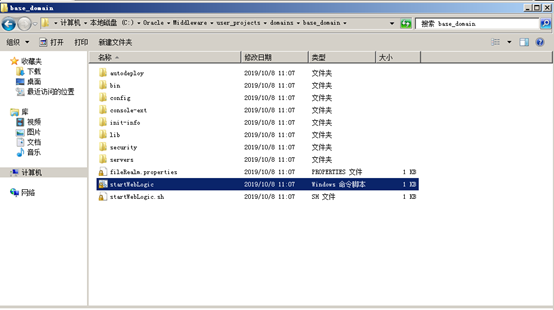 base_domain
计算机 ▸ 本地磁盘 (C:) ▸ Oracle ▸ Middleware ▸ user_projects ▸ domains ▸ base_domain ▸
搜索 base_domain
组织 打开 打印 新建文件夹
名称 修改日期 类型 大小
收藏夹
下载
桌面
最近访问的位置
库
视频
图片
文档
音乐
计算机
网络
autodeploy 2019/10/8 11:07 文件夹
bin 2019/10/8 11:07 文件夹
config 2019/10/8 11:07 文件夹
console-ext 2019/10/8 11:07 文件夹
init-info 2019/10/8 11:07 文件夹
lib 2019/10/8 11:07 文件夹
security 2019/10/8 11:07 文件夹
servers 2019/10/8 11:07 文件夹
fileRealm.properties 2019/10/8 11:07 PROPERTIES 文件 1 KB
startWebLogic 2019/10/8 11:07 Windows 命令脚本 1 KB
startWebLogic.sh 2019/10/8 11:07 SH 文件 1 KB